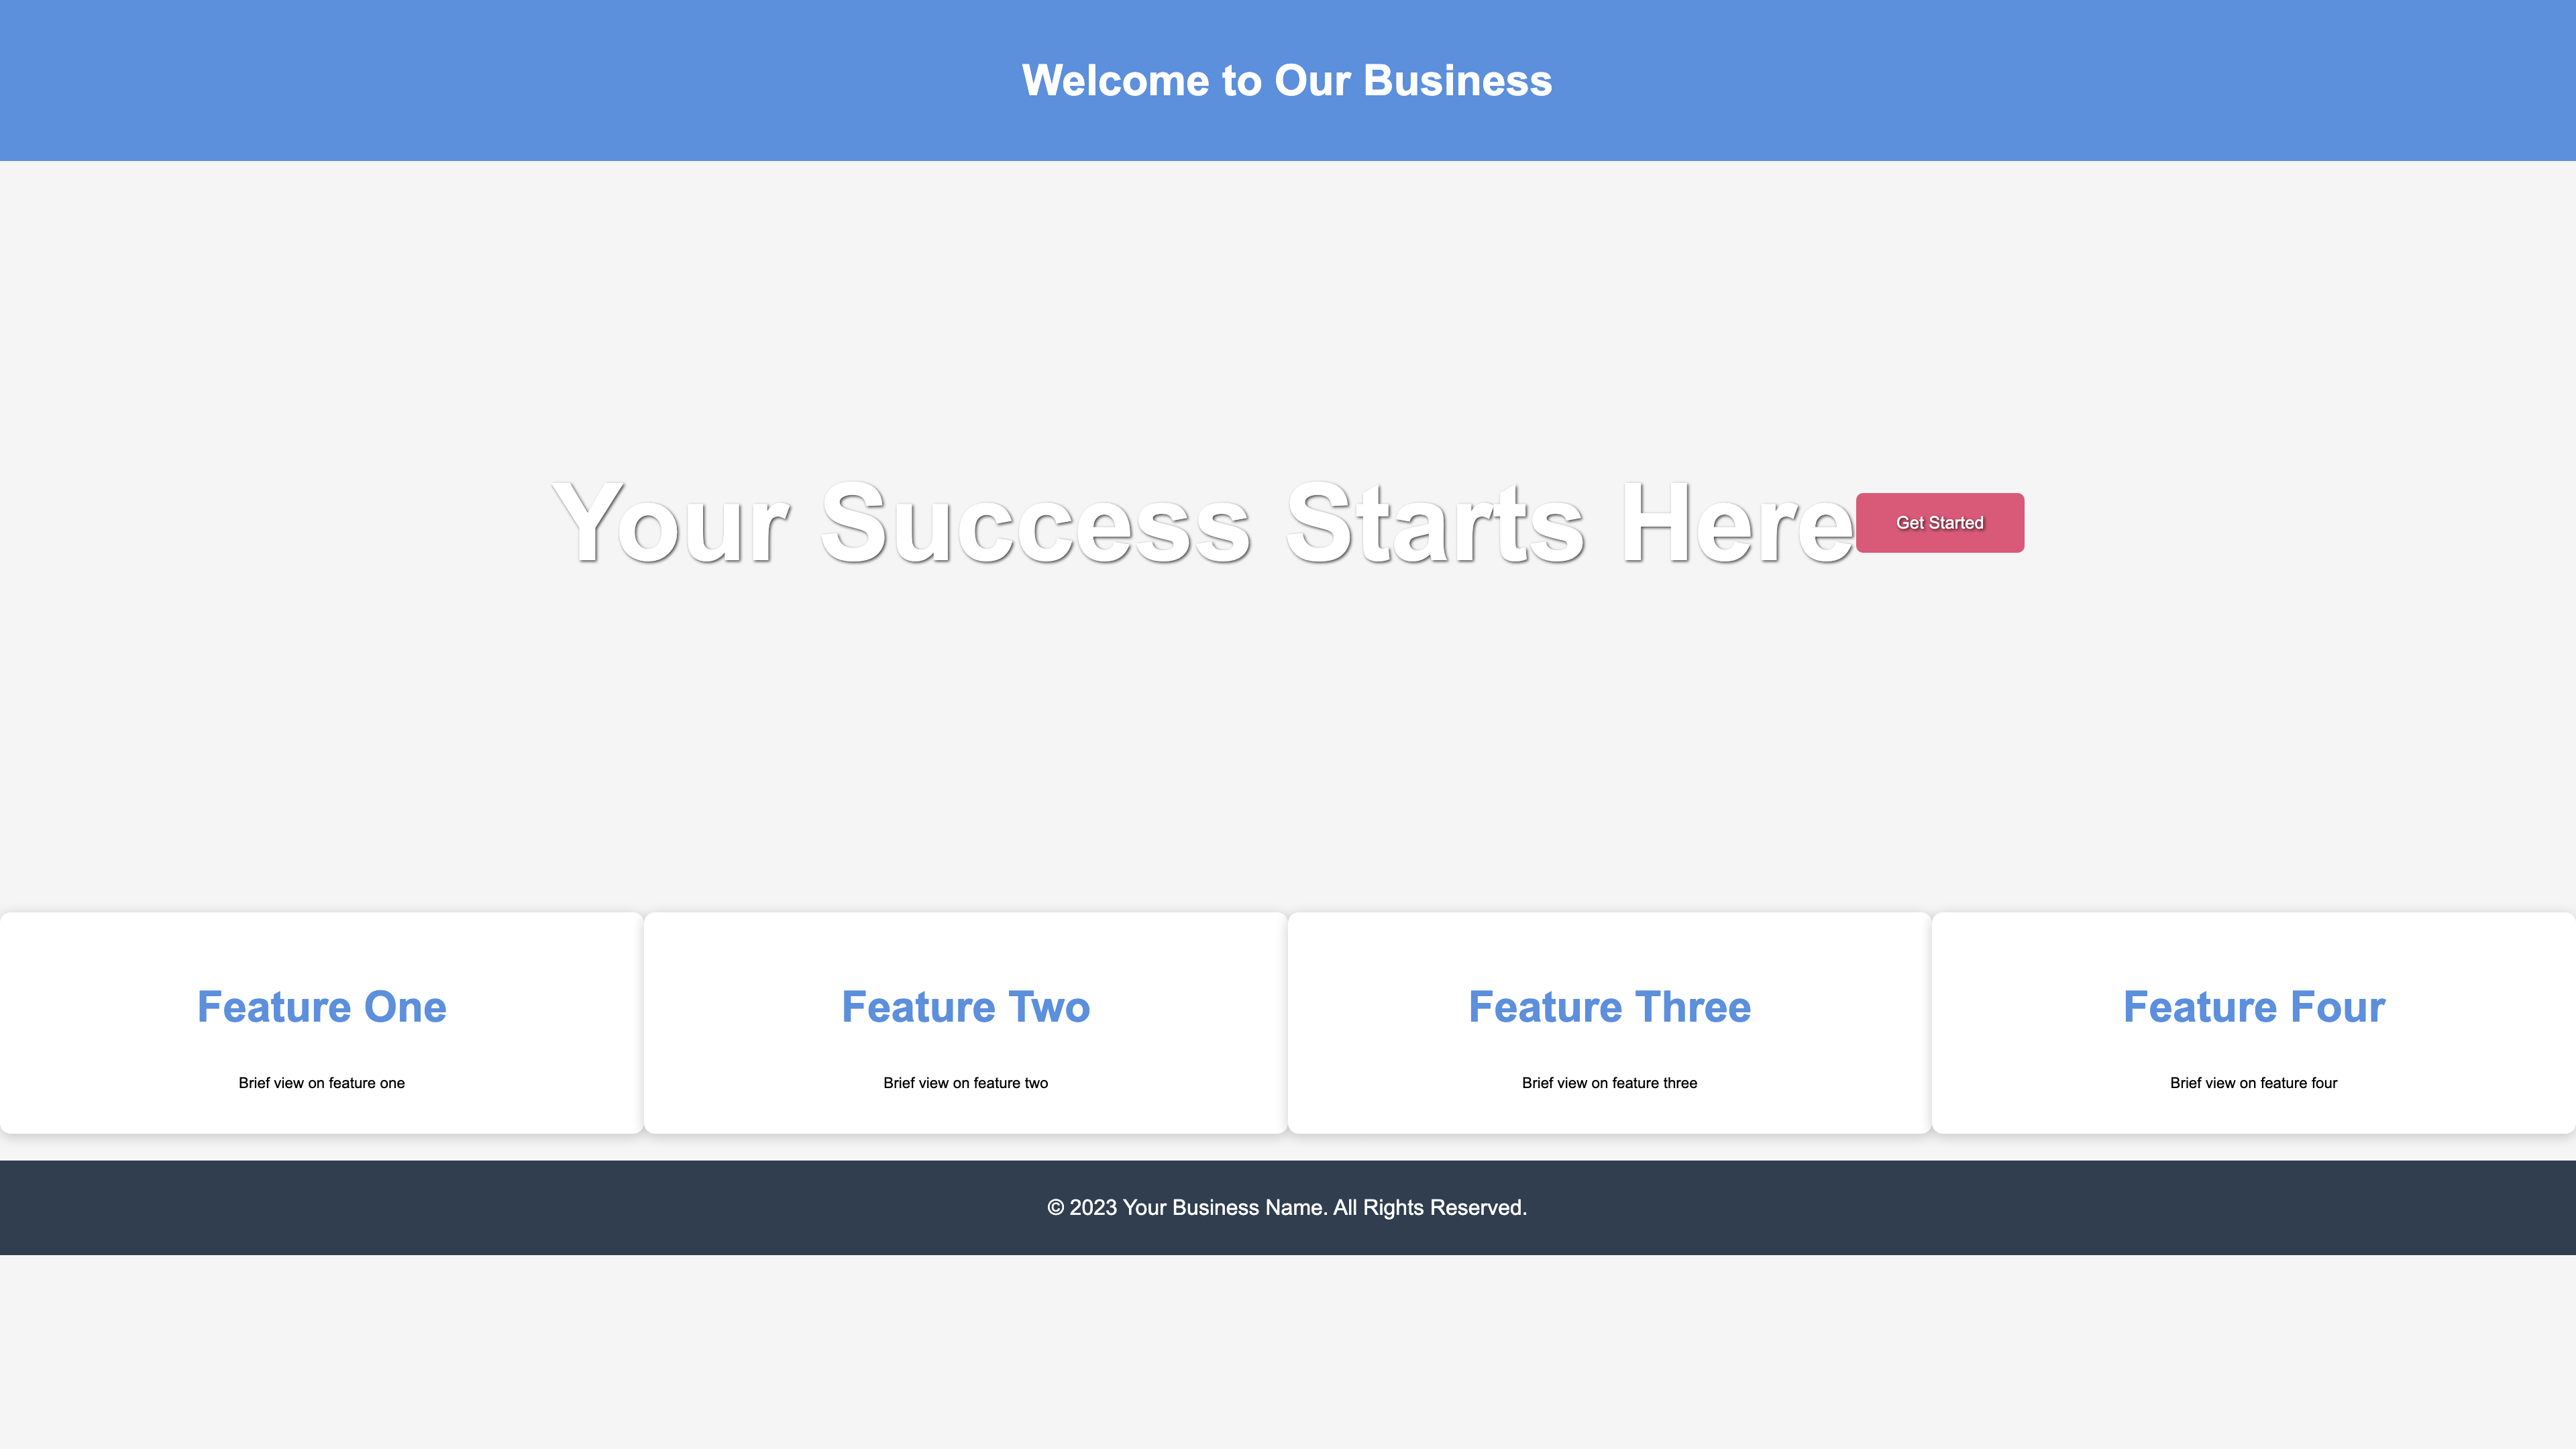 Welcome to Our Business
Your Success Starts Here
Get Started
Feature One
Brief view on feature one
Feature Two
Brief view on feature two
Feature Three
Brief view on feature three
Feature Four
Brief view on feature four
© 2023 Your Business Name. All Rights Reserved.